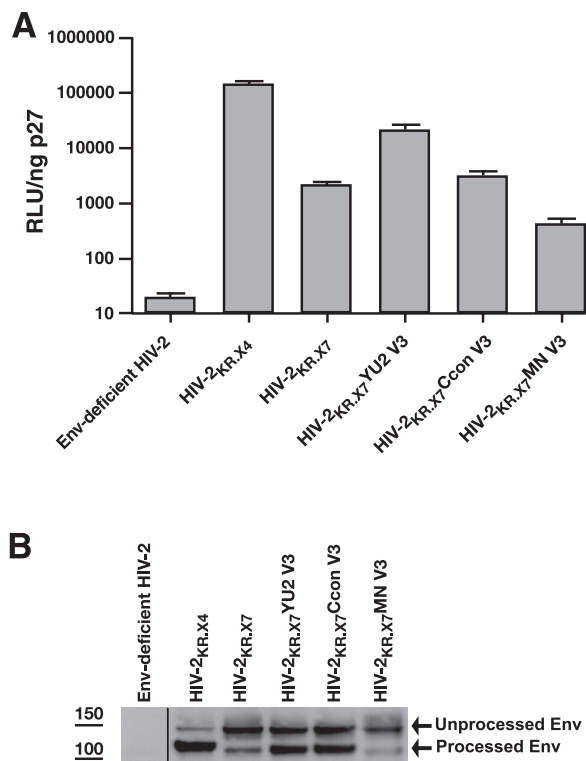 A
RLU/ng p27
1000000
100000
10000
1000
100
10
Env-deficient HIV-2
HIV-2KR.X4
HIV-2KR.X7
HIV-2KR.X7YU2 V3
HIV-2KR.X7Ccon V3
HIV-2KR.X7MN V3
B
Env-deficient HIV-2
HIV-2KR.X4
HIV-2KR.X7
HIV-2KR.X7YU2 V3
HIV-2KR.X7Ccon V3
HIV-2KR.X7MN V3
150
Unprocessed Env
100
Processed Env